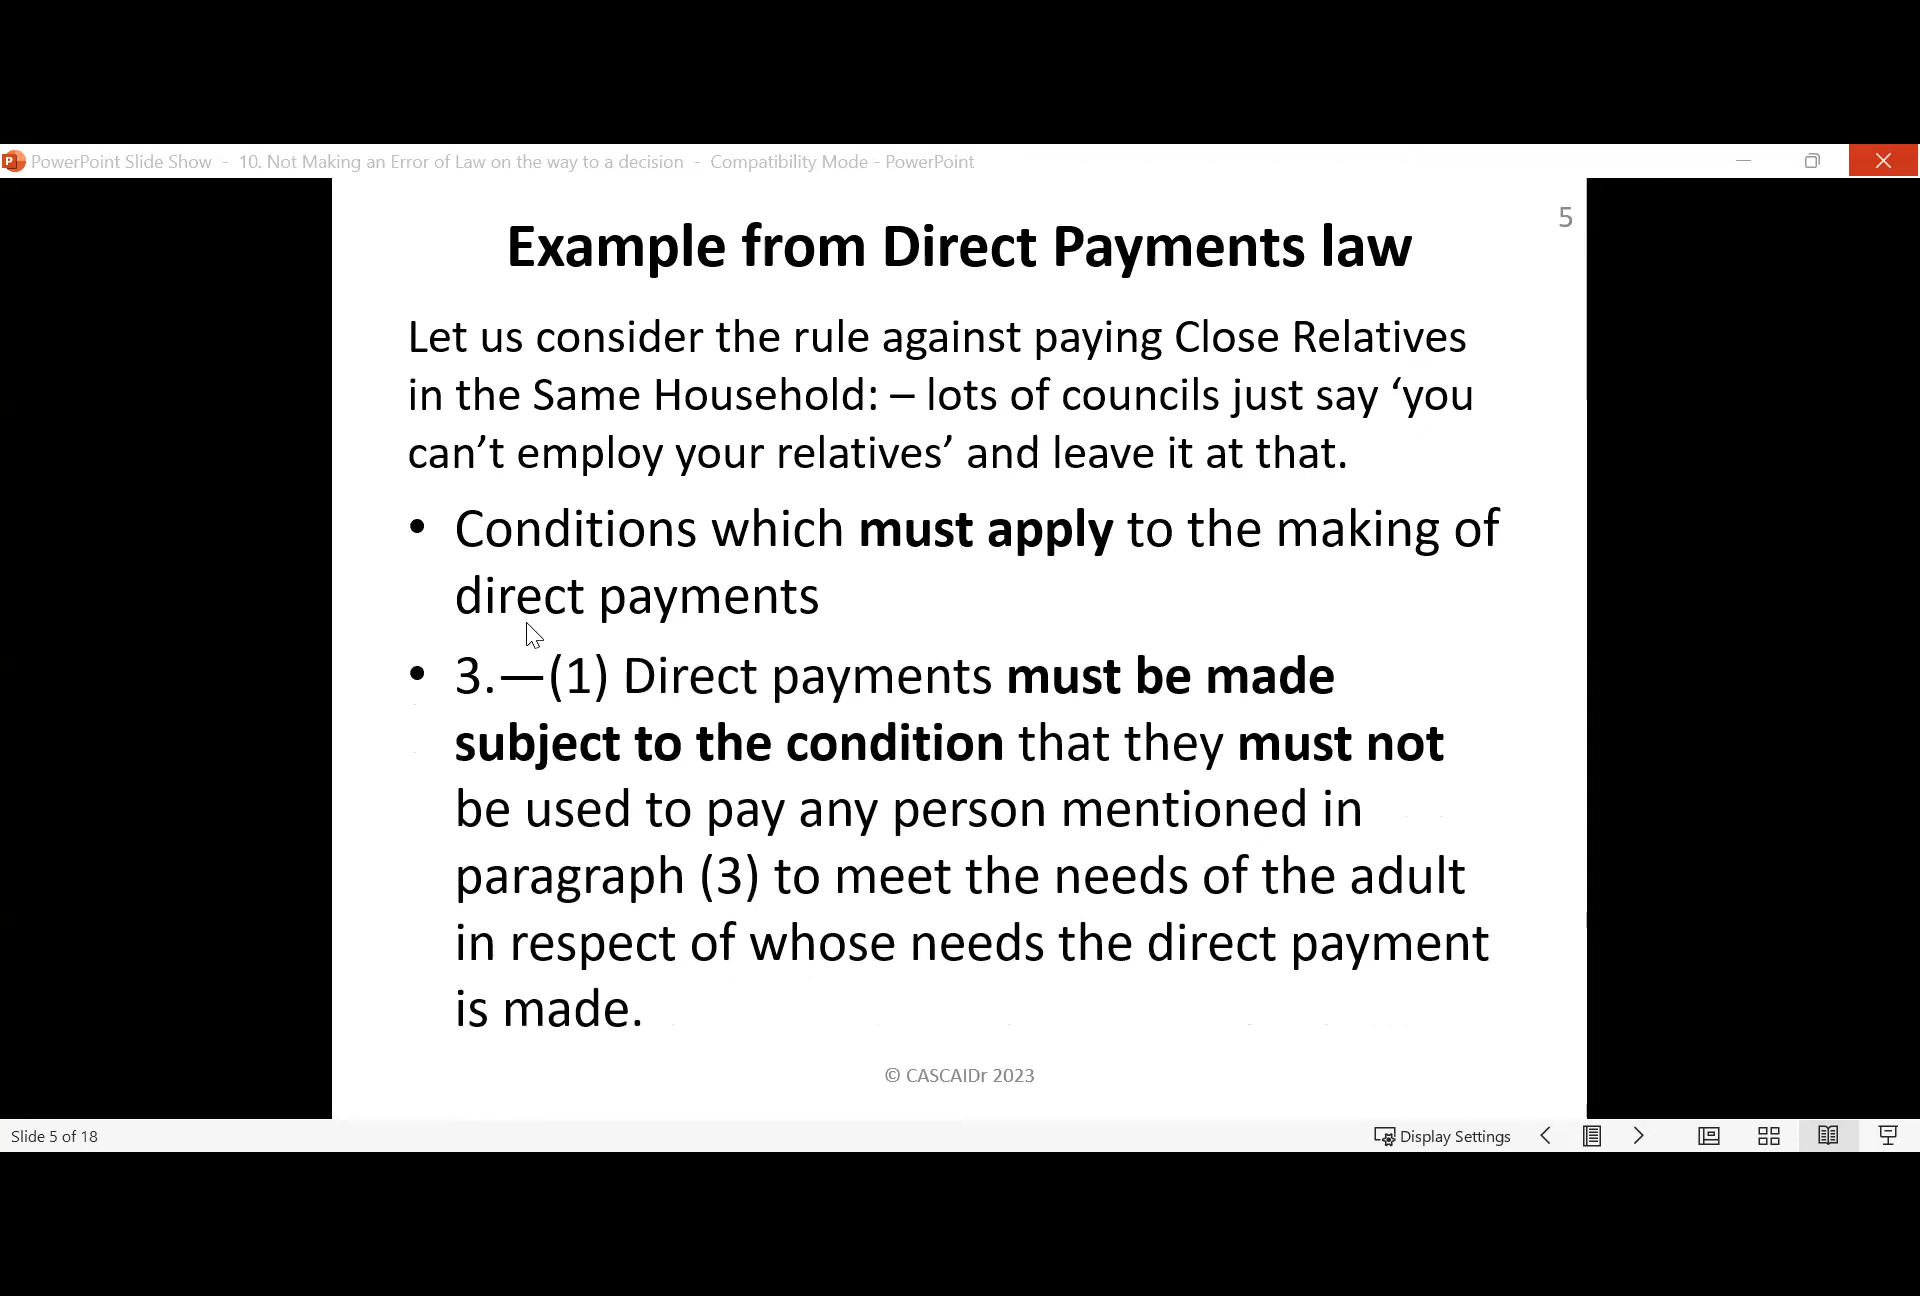 PowerPoint Slide Show - 10. Not Making an Error of Law on the way to a decision - Compatibility Mode - PowerPoint
5
Example from Direct Payments law
Let us consider the rule against paying Close Relatives
in the Same Household: – lots of councils just say ‘you
can’t employ your relatives’ and leave it at that.
• Conditions which must apply to the making of
direct payments
• 3.—(1) Direct payments must be made
subject to the condition that they must not
be used to pay any person mentioned in
paragraph (3) to meet the needs of the adult
in respect of whose needs the direct payment
is made.
© CASCAIDr 2023
Slide 5 of 18
Display Settings